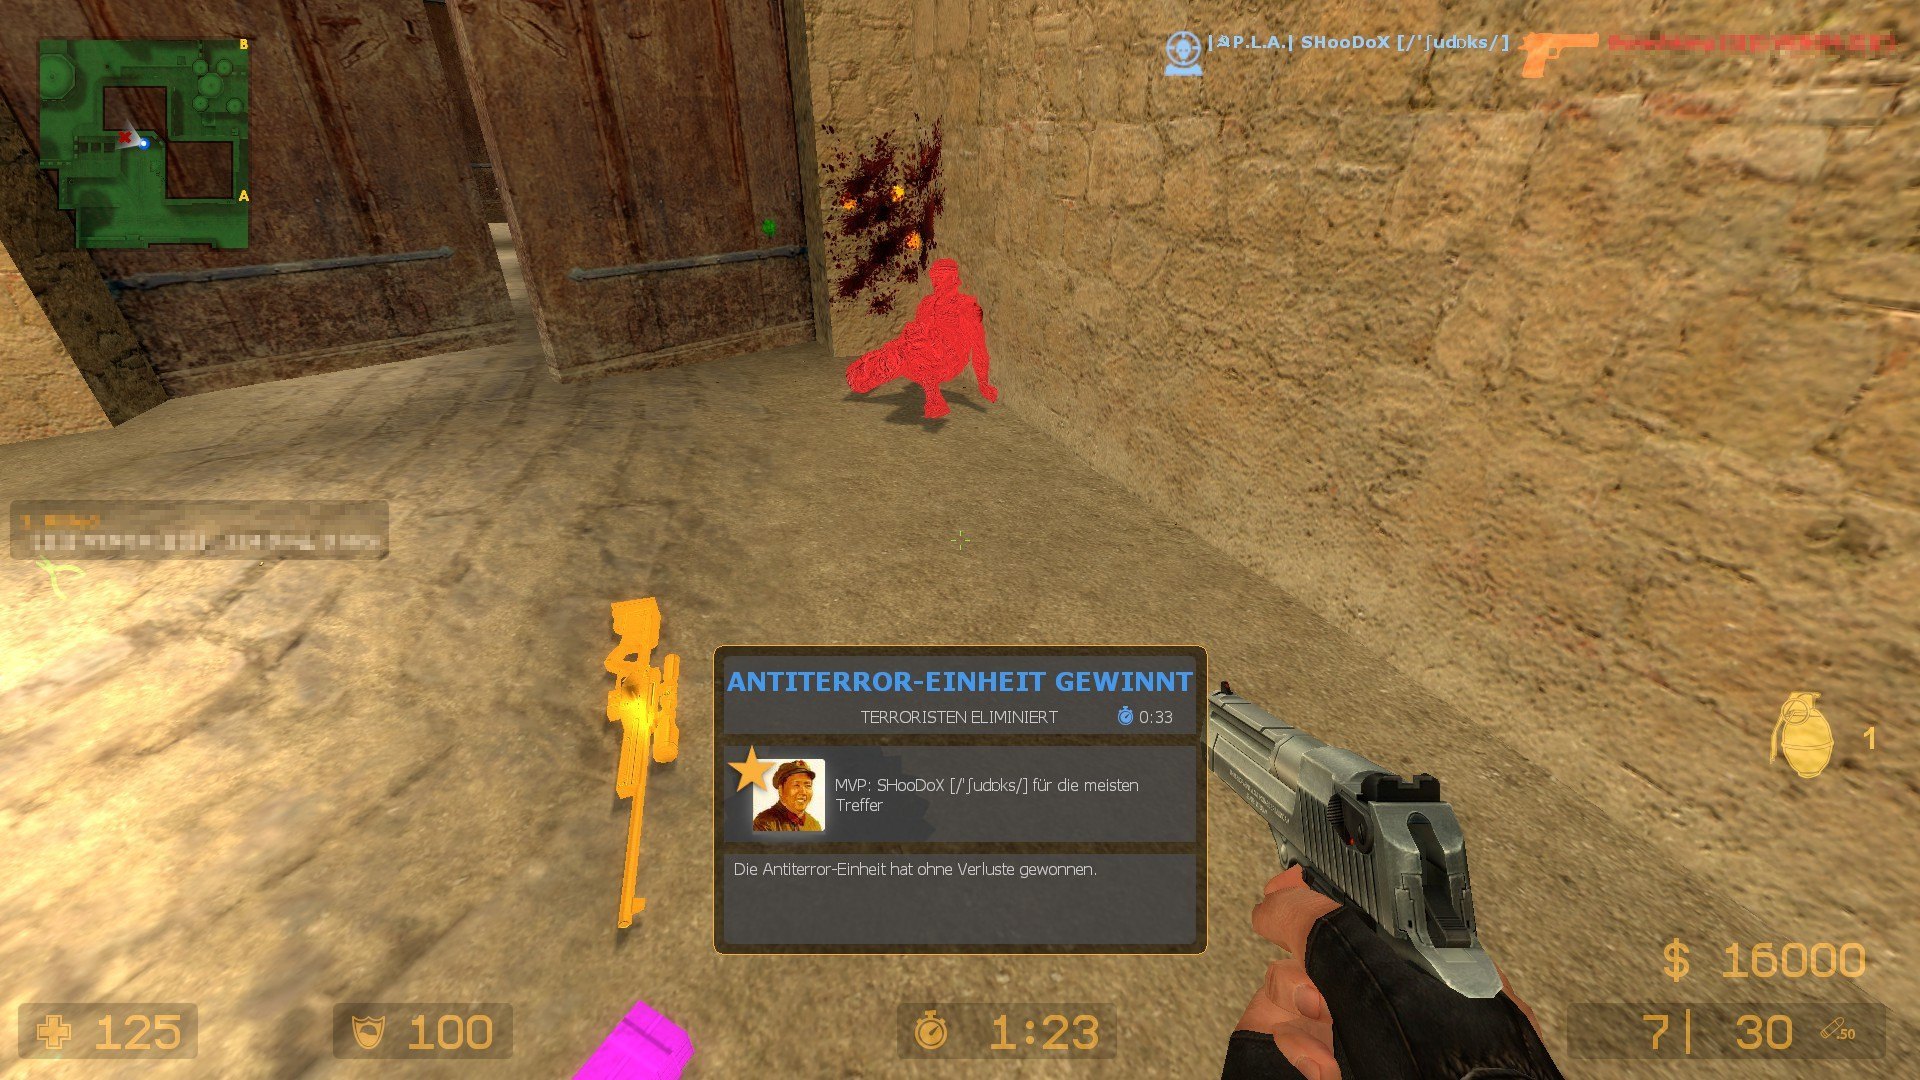 B
A
|☭P.L.A.| SHooDoX [/'ʃudɒks/]
ANTITERROR-EINHEIT GEWINNT
TERRORISTEN ELIMINIERT 0:33
MVP: SHooDoX [/'ʃudɒks/] für die meisten
Treffer
Die Antiterror-Einheit hat ohne Verluste gewonnen.
1
$ 16000
125
100
1:23
7| 30 .50